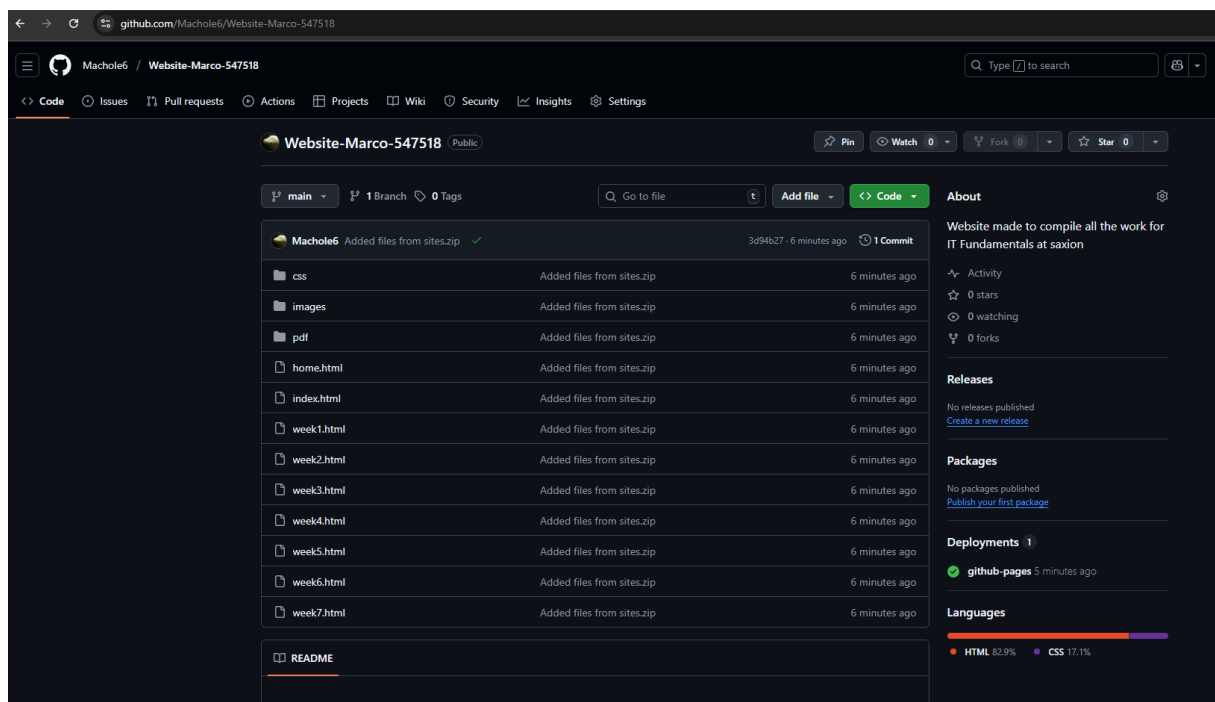 github.com/Machole6/Website-Marco-547518
Machole6 / Website-Marco-547518
Type / to search
Code Issues Pull requests Actions Projects Wiki Security Insights Settings
Website-Marco-547518 Public
Pin Watch 0 Fork 0 Star 0
main 1 Branch 0 Tags
Go to file t Add file Code
Machole6 Added files from sites.zip 3d94b27 · 6 minutes ago 1 Commit
css Added files from sites.zip 6 minutes ago
images Added files from sites.zip 6 minutes ago
pdf Added files from sites.zip 6 minutes ago
home.html Added files from sites.zip 6 minutes ago
index.html Added files from sites.zip 6 minutes ago
week1.html Added files from sites.zip 6 minutes ago
week2.html Added files from sites.zip 6 minutes ago
week3.html Added files from sites.zip 6 minutes ago
week4.html Added files from sites.zip 6 minutes ago
week5.html Added files from sites.zip 6 minutes ago
week6.html Added files from sites.zip 6 minutes ago
week7.html Added files from sites.zip 6 minutes ago
README
About
Website made to compile all the work for
IT Fundamentals at saxion
Activity
0 stars
0 watching
0 forks
Releases
No releases published
Create a new release
Packages
No packages published
Publish your first package
Deployments 1
github-pages 5 minutes ago
Languages
HTML 82.9% CSS 17.1%